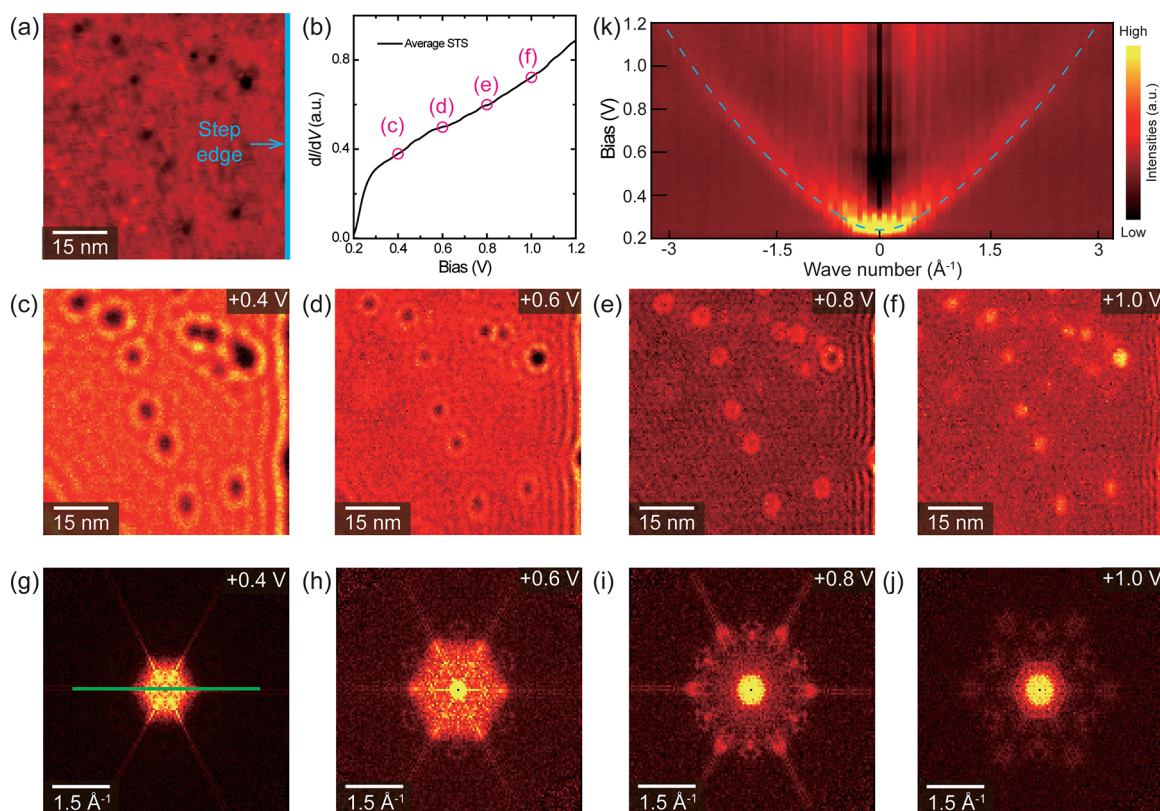 (a)
Step
edge
15 nm
(b)
Average STS
(c)
(d)
(e)
(f)
0.8
0.4
0.0
dI/dV (a.u.)
0.2
0.4
0.6
0.8
1.0
1.2
Bias (V)
(k)
1.2
1.0
0.8
0.6
0.4
0.2
Bias (V)
-3
-1.5
0
1.5
3
Wave number (Å⁻¹)
High
Intensities (a.u.)
Low
(c)
+0.4 V
15 nm
(d)
+0.6 V
15 nm
(e)
+0.8 V
15 nm
(f)
+1.0 V
15 nm
(g)
+0.4 V
1.5 Å⁻¹
(h)
+0.6 V
1.5 Å⁻¹
(i)
+0.8 V
1.5 Å⁻¹
(j)
+1.0 V
1.5 Å⁻¹